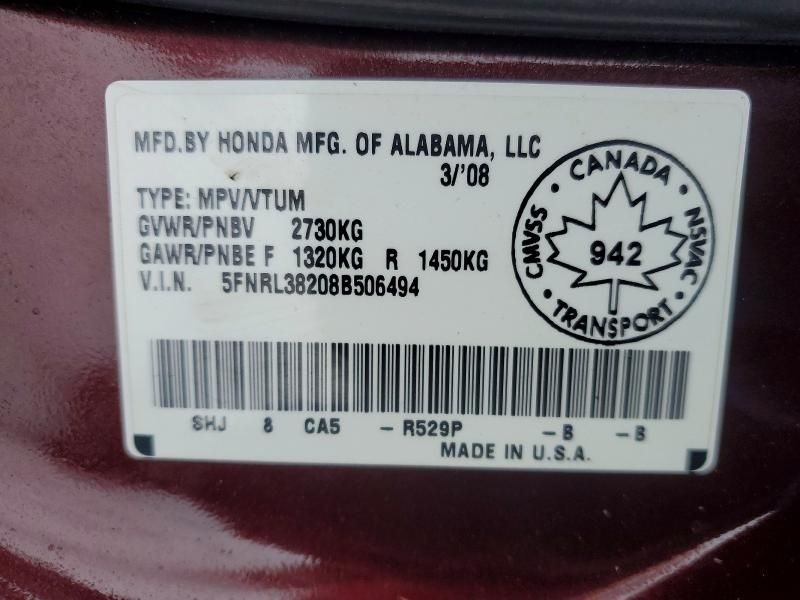 MFD.BY HONDA MFG. OF ALABAMA, LLC
3/'08
TYPE: MPV/VTUM
GVWR/PNBV 2730KG
GAWR/PNBE F 1320KG R 1450KG
V.I.N. 5FNRL38208B506494
CANADA
CMVSS NSVAC
942
TRANSPORT
SHJ 8 CA5 - R529P - B - B
MADE IN U.S.A.